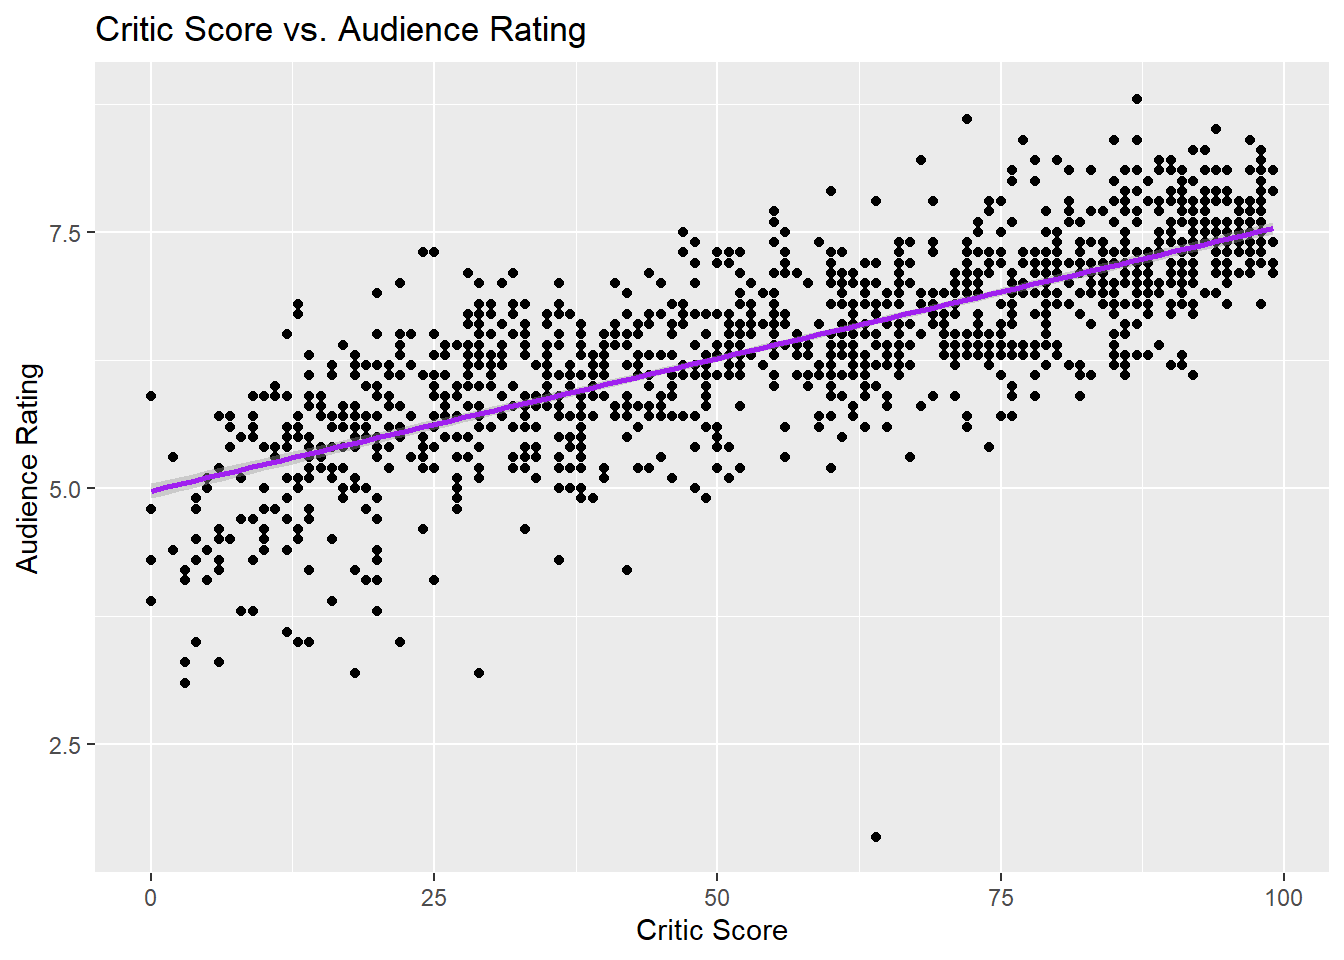 Critic Score vs. Audience Rating
Audience Rating
7.5
5.0
2.5
0 25 50 75 100
Critic Score